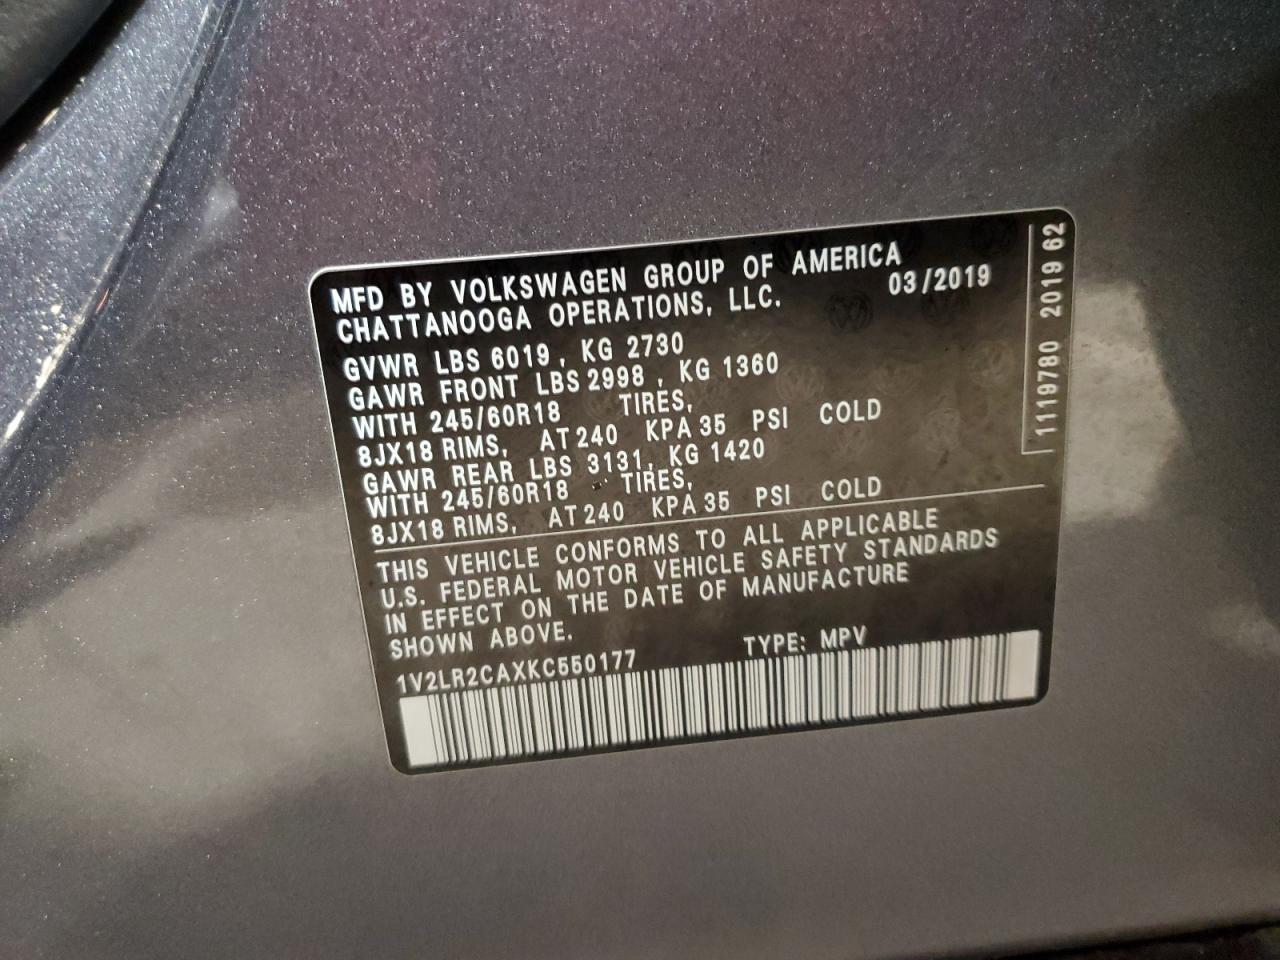 MFD BY VOLKSWAGEN GROUP OF AMERICA
CHATTANOOGA OPERATIONS, LLC. 03/2019
GVWR LBS 6019, KG 2730
GAWR FRONT LBS 2998, KG 1360
WITH 245/60R18 TIRES,
8JX18 RIMS, AT 240 KPA 35 PSI COLD
GAWR REAR LBS 3131, KG 1420
WITH 245/60R18 TIRES,
8JX18 RIMS, AT 240 KPA 35 PSI COLD
THIS VEHICLE CONFORMS TO ALL APPLICABLE
U.S. FEDERAL MOTOR VEHICLE SAFETY STANDARDS
IN EFFECT ON THE DATE OF MANUFACTURE
SHOWN ABOVE.
1V2LR2CAXKC550177 TYPE: MPV
1119780 2019 62